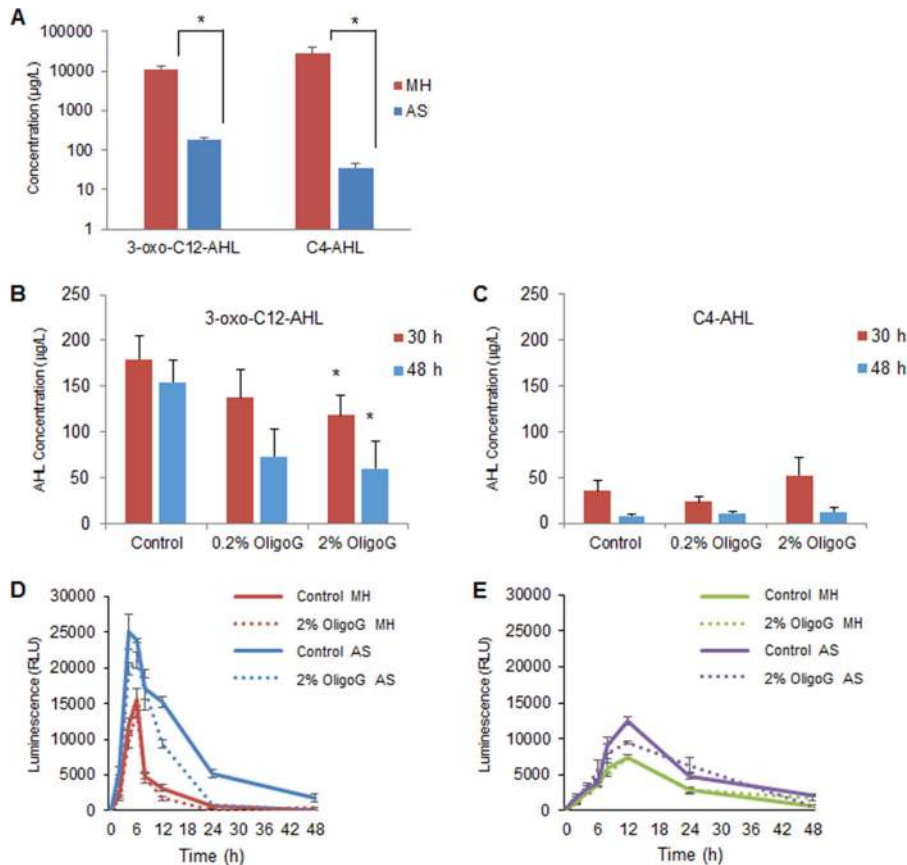 A
100000
10000
1000
100
10
1
Concentration (µg/L)
*
*
MH
AS
3-oxo-C12-AHL
C4-AHL
B
250
200
150
100
50
0
AHL Concentration (µg/L)
3-oxo-C12-AHL
30 h
48 h
*
*
Control
0.2% OligoG
2% OligoG
C
250
200
150
100
50
0
AHL Concentration (µg/L)
C4-AHL
30 h
48 h
Control
0.2% OligoG
2% OligoG
D
30000
25000
20000
15000
10000
5000
0
Luminescence (RLU)
Control MH
2% OligoG MH
Control AS
2% OligoG AS
0 6 12 18 24 30 36 42 48
Time (h)
E
30000
25000
20000
15000
10000
5000
0
Luminescence (RLU)
Control MH
2% OligoG MH
Control AS
2% OligoG AS
0 6 12 18 24 30 36 42 48
Time (h)